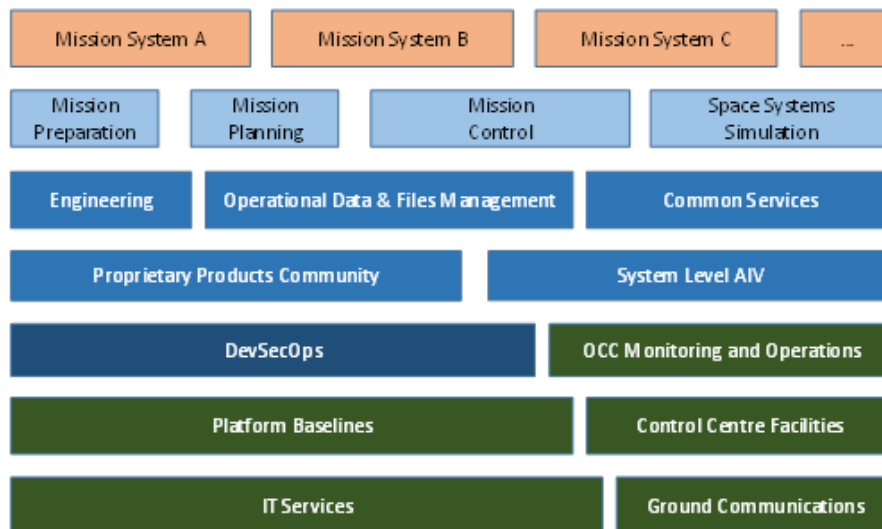 Mission System A
Mission System B
Mission System C
...
Mission
Preparation
Mission
Planning
Mission
Control
Space Systems
Simulation
Engineering
Operational Data & Files Management
Common Services
Proprietary Products Community
System Level AIV
DevSecOps
OCC Monitoring and Operations
Platform Baselines
Control Centre Facilities
IT Services
Ground Communications